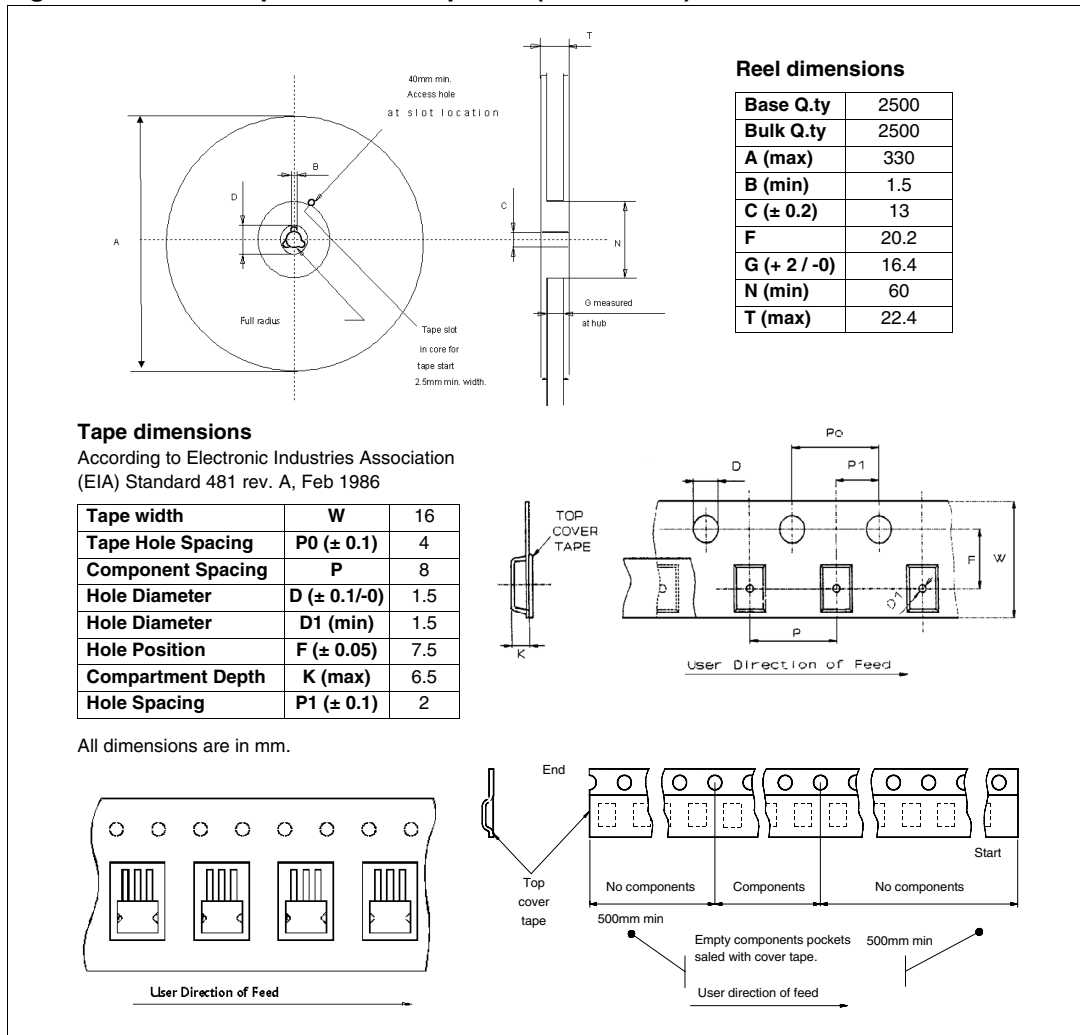 T
40mm min.
Access hole
at slot location
B
D
C
A
N
G measured
at hub
Full radius
Tape slot
in core for
tape start
2.5mm min. width.
Reel dimensions
Base Q.ty 2500
Bulk Q.ty 2500
A (max) 330
B (min) 1.5
C (± 0.2) 13
F 20.2
G (+ 2 / -0) 16.4
N (min) 60
T (max) 22.4
Tape dimensions
According to Electronic Industries Association
(EIA) Standard 481 rev. A, Feb 1986
Tape width W 16
Tape Hole Spacing P0 (± 0.1) 4
Component Spacing P 8
Hole Diameter D (± 0.1/-0) 1.5
Hole Diameter D1 (min) 1.5
Hole Position F (± 0.05) 7.5
Compartment Depth K (max) 6.5
Hole Spacing P1 (± 0.1) 2
All dimensions are in mm.
Po
D
P1
TOP
COVER
TAPE
F
W
D1
K
P
User Direction of Feed
User Direction of Feed
End
Start
Top
cover
tape
No components
Components
No components
500mm min
Empty components pockets
saled with cover tape.
500mm min
User direction of feed